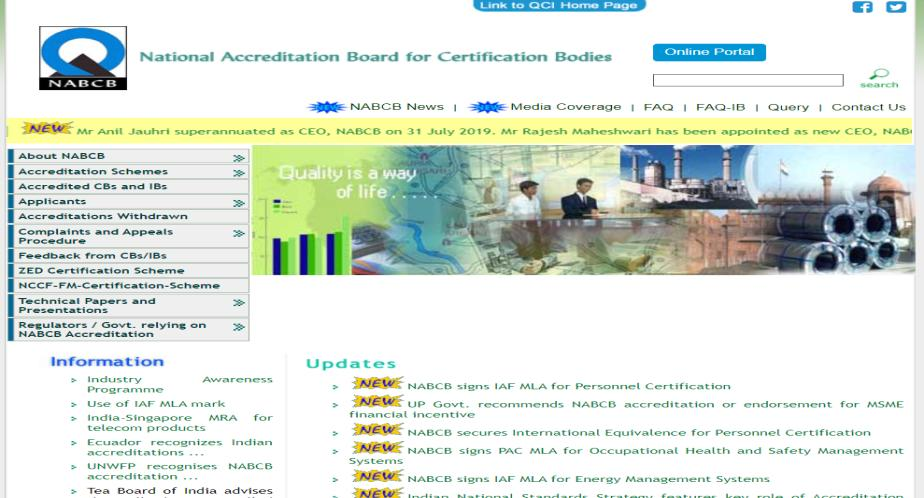 Link to QCI Home Page
NABCB
National Accreditation Board for Certification Bodies
Online Portal
search
NABCB News | Media Coverage | FAQ | FAQ-IB | Query | Contact Us
NEW Mr Anil Jauhri superannuated as CEO, NABCB on 31 July 2019. Mr Rajesh Maheshwari has been appointed as new CEO, NABC
About NABCB
Accreditation Schemes
Accredited CBs and IBs
Applicants
Accreditations Withdrawn
Complaints and Appeals
Procedure
Feedback from CBs/IBs
ZED Certification Scheme
NCCF-FM-Certification-Scheme
Technical Papers and
Presentations
Regulators / Govt. relying on
NABCB Accreditation
Quality is a way
of life . . . . .
Information
> Industry Awareness
Programme
> Use of IAF MLA mark
> India-Singapore MRA for
telecom products
> Ecuador recognizes Indian
accreditations ...
> UNWFP recognises NABCB
accreditation ...
> Tea Board of India advises
Updates
> NEW NABCB signs IAF MLA for Personnel Certification
> NEW UP Govt. recommends NABCB accreditation or endorsement for MSME
financial incentive
> NEW NABCB secures International Equivalence for Personnel Certification
> NEW NABCB signs PAC MLA for Occupational Health and Safety Management
Systems
> NEW NABCB signs IAF MLA for Energy Management Systems
> NEW Indian National Standards Strategy features key role of Accreditation